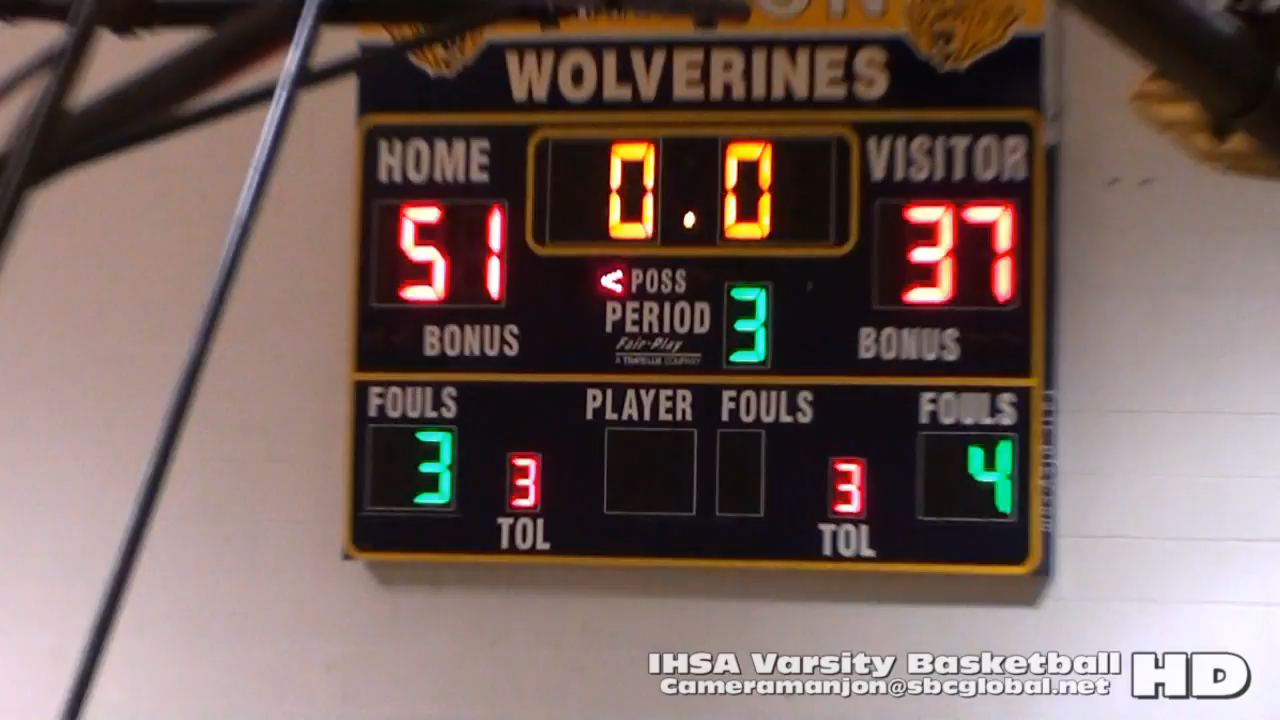 WOLVERINES
HOME 0.0 VISITOR
51 37
< POSS
PERIOD 3
Fair-Play
BONUS BONUS
FOULS PLAYER FOULS FOULS
3 3 3 4
TOL TOL
IHSA Varsity Basketball HD
Cameramanjon@sbcglobal.net